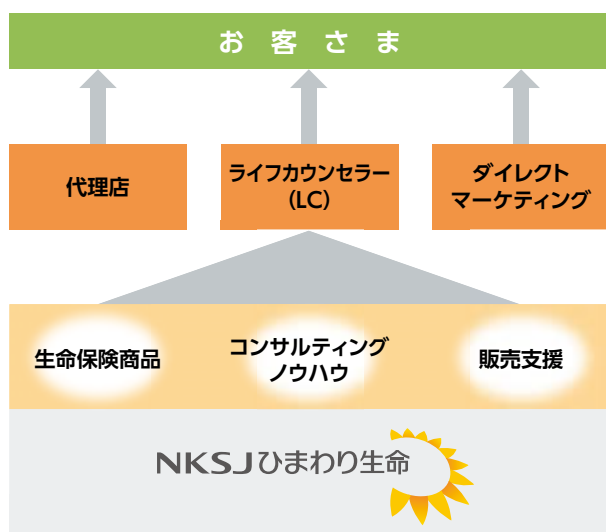 お客さま
代理店
ライフカウンセラー
(LC)
ダイレクト
マーケティング
生命保険商品
コンサルティング
ノウハウ
販売支援
NKSJひまわり生命